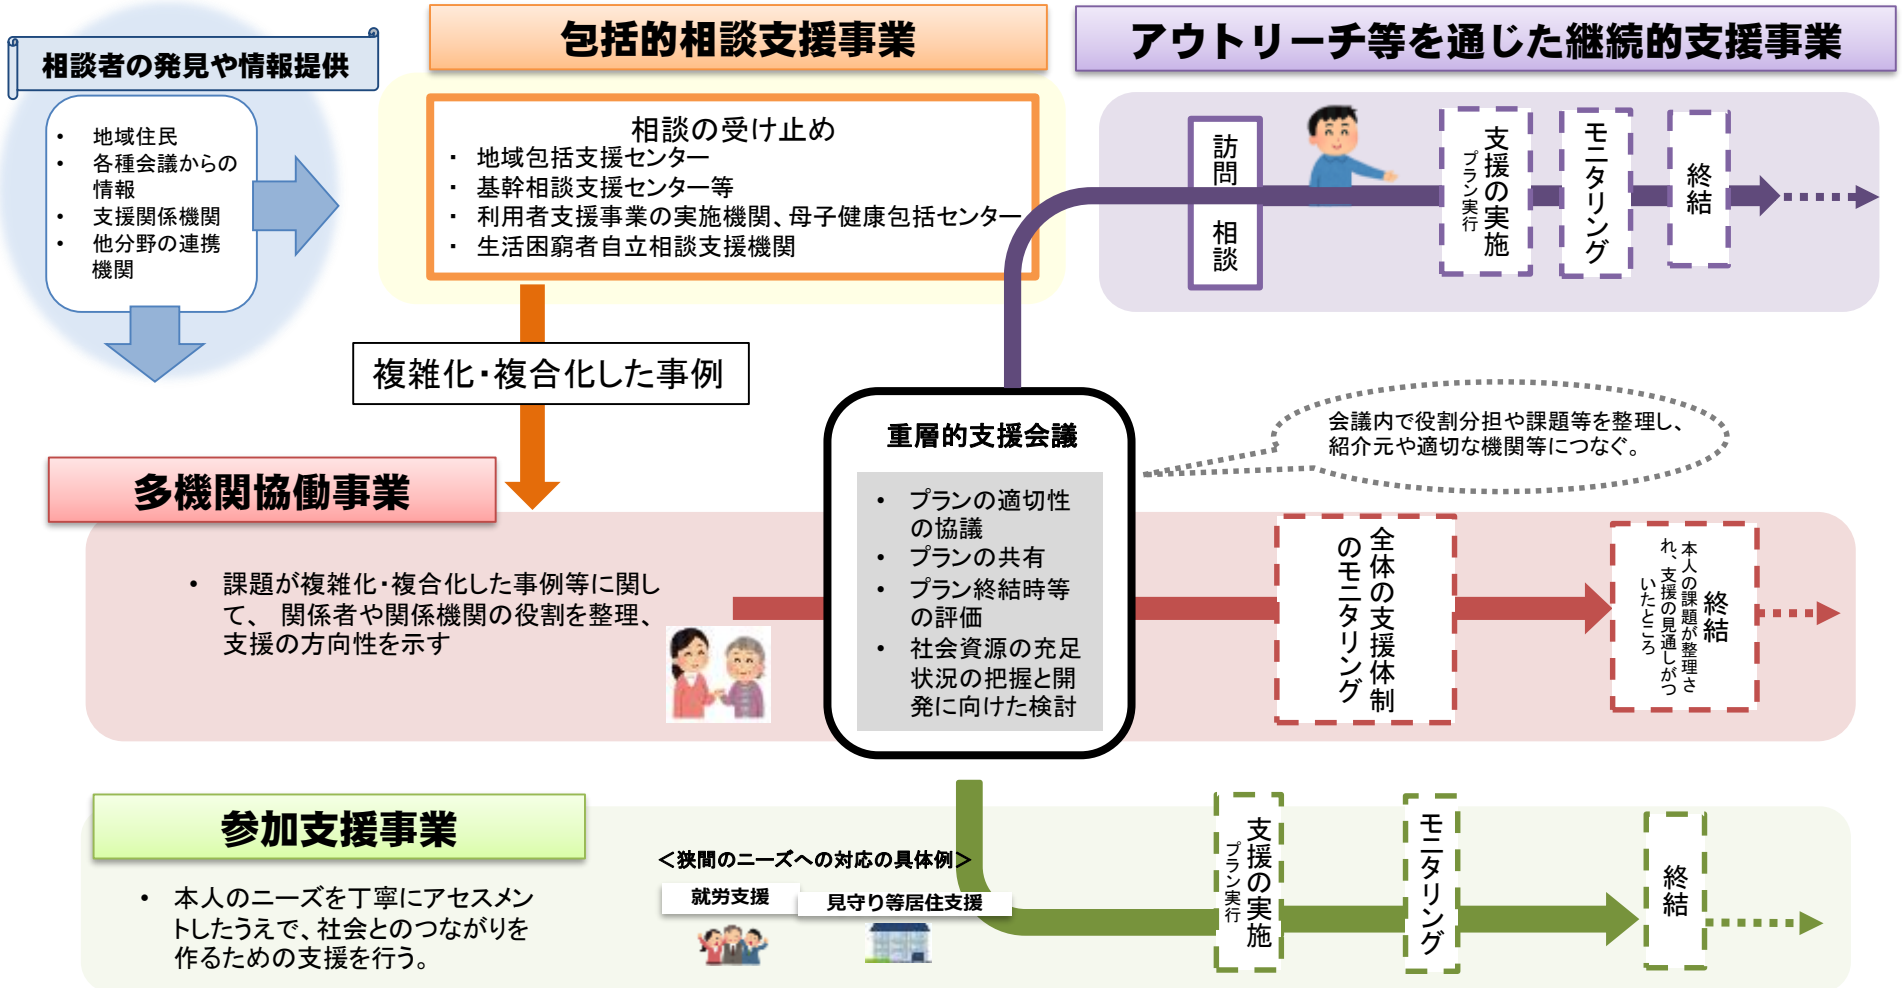 相談者の発見や情報提供
・ 地域住民
・ 各種会議からの
情報
・ 支援関係機関
・ 他分野の連携
機関
包括的相談支援事業
相談の受け止め
・ 地域包括支援センター
・ 基幹相談支援センター等
・ 利用者支援事業の実施機関、母子健康包括センター
・ 生活困窮者自立相談支援機関
複雑化・複合化した事例
アウトリーチ等を通じた継続的支援事業
訪問 相談
支援の実施
プラン実行
モニタリング
終結
重層的支援会議
・ プランの適切性
の協議
・ プランの共有
・ プラン終結時等
の評価
・ 社会資源の充足
状況の把握と開
発に向けた検討
会議内で役割分担や課題等を整理し、
紹介元や適切な機関等につなぐ。
多機関協働事業
・ 課題が複雑化・複合化した事例等に関し
て、 関係者や関係機関の役割を整理、
支援の方向性を示す
全体の支援体制
のモニタリング
終結
本人の課題が整理さ
れ、支援の見通しがつ
いたところ
参加支援事業
・ 本人のニーズを丁寧にアセスメン
トしたうえで、社会とのつながりを
作るための支援を行う。
＜狭間のニーズへの対応の具体例＞
就労支援
見守り等居住支援
支援の実施
プラン実行
モニタリング
終結